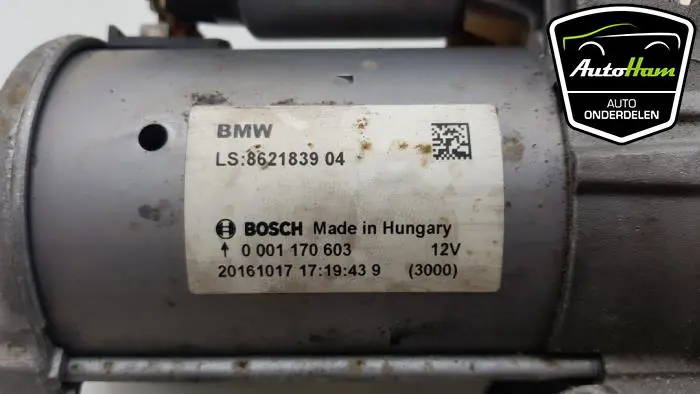 BMW
LS:8621839 04
BOSCH Made in Hungary
0 001 170 603 12V
20161017 17:19:43 9 (3000)
AutoHam
AUTO
ONDERDELEN